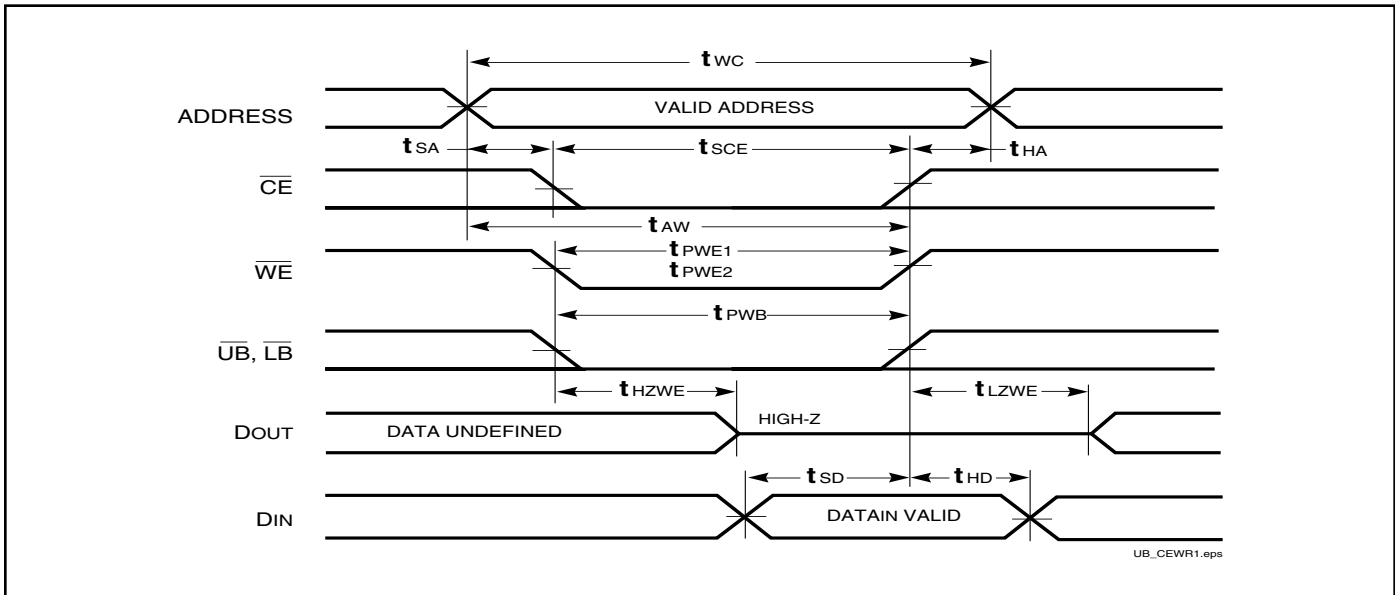 tWC
ADDRESS
VALID ADDRESS
tSA
tSCE
tHA
CE
tAW
tPWE1
WE
tPWE2
tPWB
UB, LB
tHZWE
tLZWE
DOUT
DATA UNDEFINED
HIGH-Z
tSD
tHD
DIN
DATAIN VALID
UB_CEWR1.eps